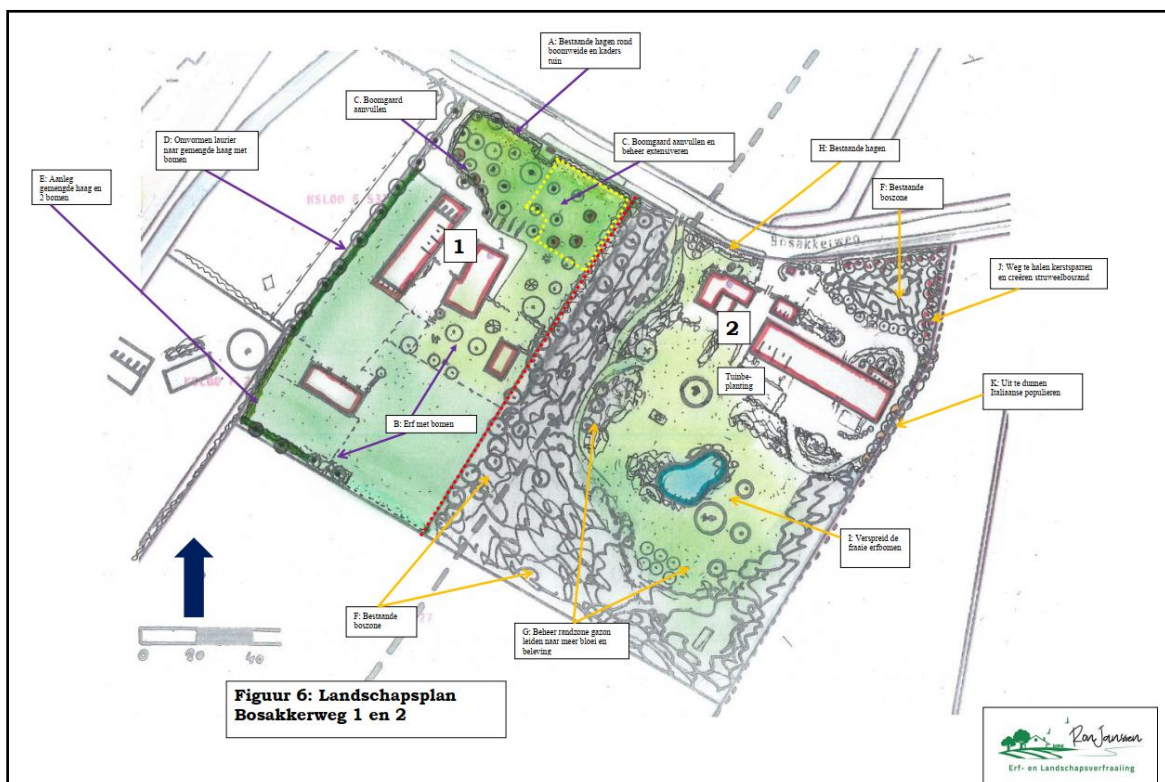 A: Bestaande hagen rond
boomweide en kaders
tuin
C. Boomgaard
aanvullen
D: Omvormen laurier
naar gemengde haag met
bomen
C. Boomgaard aanvullen en
beheer extensiveren
H: Bestaande hagen
F: Bestaande
boszone
E: Aanleg
gemengde haag en
2 bomen
Bosakkerweg
1
1
J: Weg te halen kerstsparren
en creëren struweelbosrand
2
Tuinbe-
planting
K: Uit te dunnen
Italiaanse populieren
B: Erf met bomen
I: Verspreid de
fraaie erfbomen
F: Bestaande
boszone
G: Beheer randzone gazon
leiden naar meer bloei en
beleving
0 20 40
Figuur 6: Landschapsplan
Bosakkerweg 1 en 2
Ron Janssen
Erf- en Landschapsverfraaiing